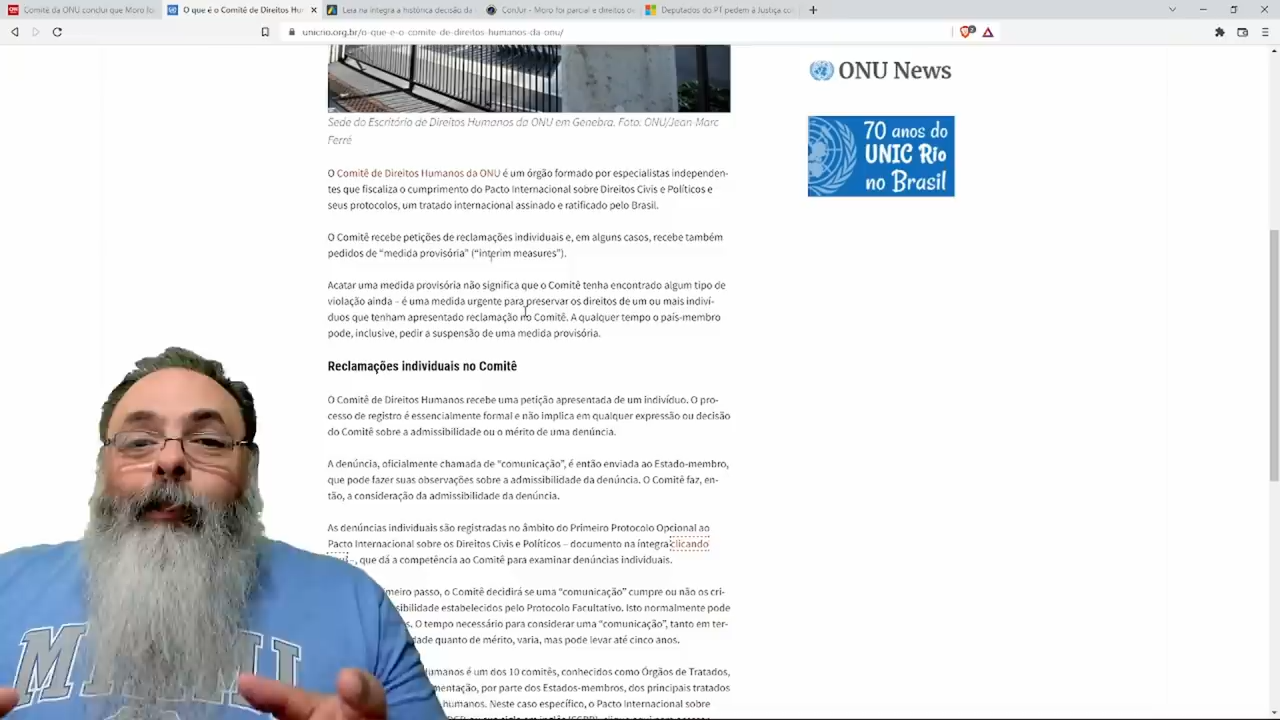 Comitê da ONU conclui que Moro foi
O que é o Comitê de Direitos Hum
Leia na íntegra a histórica decisão da
ConJur - Moro foi parcial e direitos
Deputados do PT pedem à Justiça co
unicrio.org.br/o-que-e-o-comite-de-direitos-humanos-da-onu/
ONU News
70 anos do
UNIC Rio
no Brasil
Sede do Escritório de Direitos Humanos da ONU em Genebra. Foto: ONU/Jean-Marc
Ferré
O Comitê de Direitos Humanos da ONU é um órgão formado por especialistas independen-
tes que fiscaliza o cumprimento do Pacto Internacional sobre Direitos Civis e Políticos e
seus protocolos, um tratado internacional assinado e ratificado pelo Brasil.
O Comitê recebe petições de reclamações individuais e, em alguns casos, recebe também
pedidos de “medida provisória” (“interim measures”).
Acatar uma medida provisória não significa que o Comitê tenha encontrado algum tipo de
violação ainda – é uma medida urgente para preservar os direitos de um ou mais indiví-
duos que tenham apresentado reclamação no Comitê. A qualquer tempo o país-membro
pode, inclusive, pedir a suspensão de uma medida provisória.
Reclamações individuais no Comitê
O Comitê de Direitos Humanos recebe uma petição apresentada de um indivíduo. O pro-
cesso de registro é essencialmente formal e não implica em qualquer expressão ou decisão
do Comitê sobre a admissibilidade ou o mérito de uma denúncia.
A denúncia, oficialmente chamada de “comunicação”, é então enviada ao Estado-membro,
que pode fazer suas observações sobre a admissibilidade da denúncia. O Comitê faz, en-
tão, a consideração da admissibilidade da denúncia.
As denúncias individuais são registradas no âmbito do Primeiro Protocolo Opcional ao
Pacto Internacional sobre os Direitos Civis e Políticos – documento na íntegra clicando
–, que dá a competência ao Comitê para examinar denúncias individuais.
meiro passo, o Comitê decidirá se uma “comunicação” cumpre ou não os cri-
sibilidade estabelecidos pelo Protocolo Facultativo. Isto normalmente pode
s. O tempo necessário para considerar uma “comunicação”, tanto em ter-
dade quanto de mérito, varia, mas pode levar até cinco anos.
umanos é um dos 10 comitês, conhecidos como Órgãos de Tratados,
mentação, por parte dos Estados-membros, dos principais tratados
humanos. Neste caso específico, o Pacto Internacional sobre